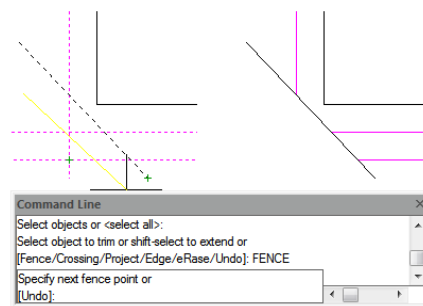 Command Line
Select objects or <select all>:
Select object to trim or shift-select to extend or
[Fence/Crossing/Project/Edge/eRase/Undo]: FENCE
Specify next fence point or
[Undo]: